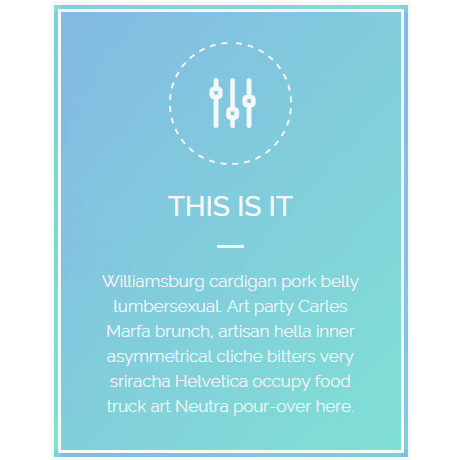 THIS IS IT
Williamsburg cardigan pork belly
lumbersexual. Art party Carles
Marfa brunch, artisan hella inner
asymmetrical cliche bitters very
sriracha Helvetica occupy food
truck art Neutra pour-over here.